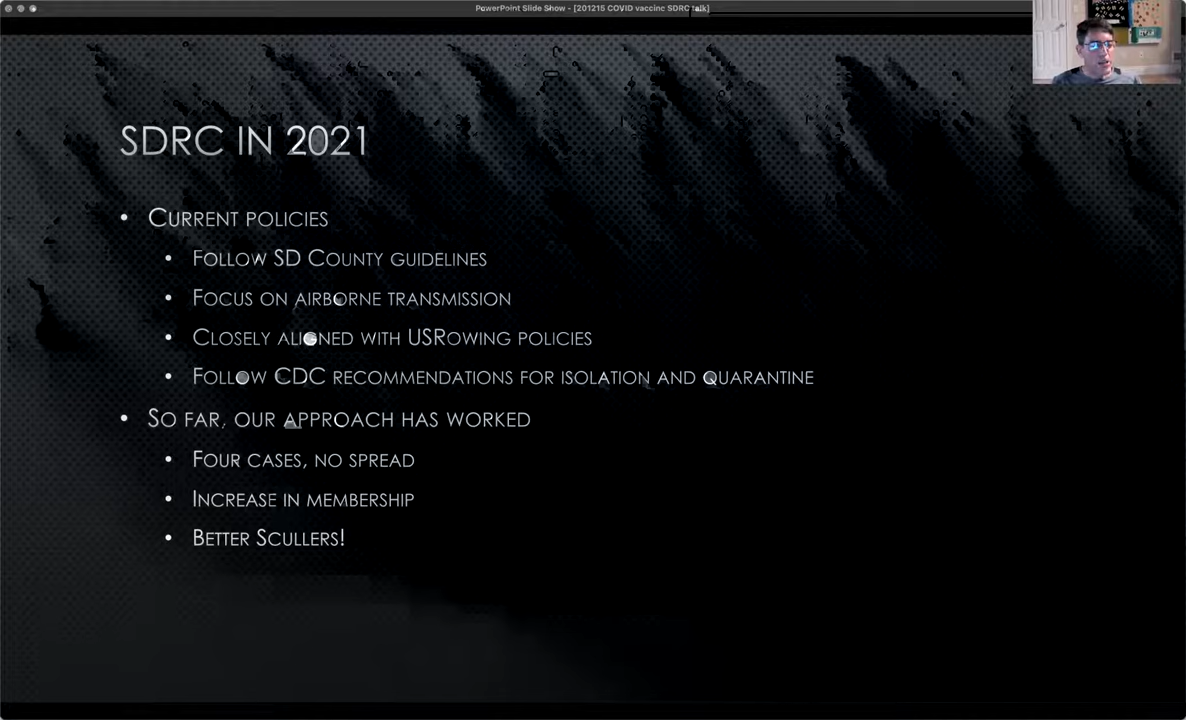 PowerPoint Slide Show - [201215 COVID vaccine SDRC talk]
SDRC IN 2021
• CURRENT POLICIES
• FOLLOW SD COUNTY GUIDELINES
• FOCUS ON AIRBORNE TRANSMISSION
• CLOSELY ALIGNED WITH USROWING POLICIES
• FOLLOW CDC RECOMMENDATIONS FOR ISOLATION AND QUARANTINE
• SO FAR, OUR APPROACH HAS WORKED
• FOUR CASES, NO SPREAD
• INCREASE IN MEMBERSHIP
• BETTER SCULLERS!